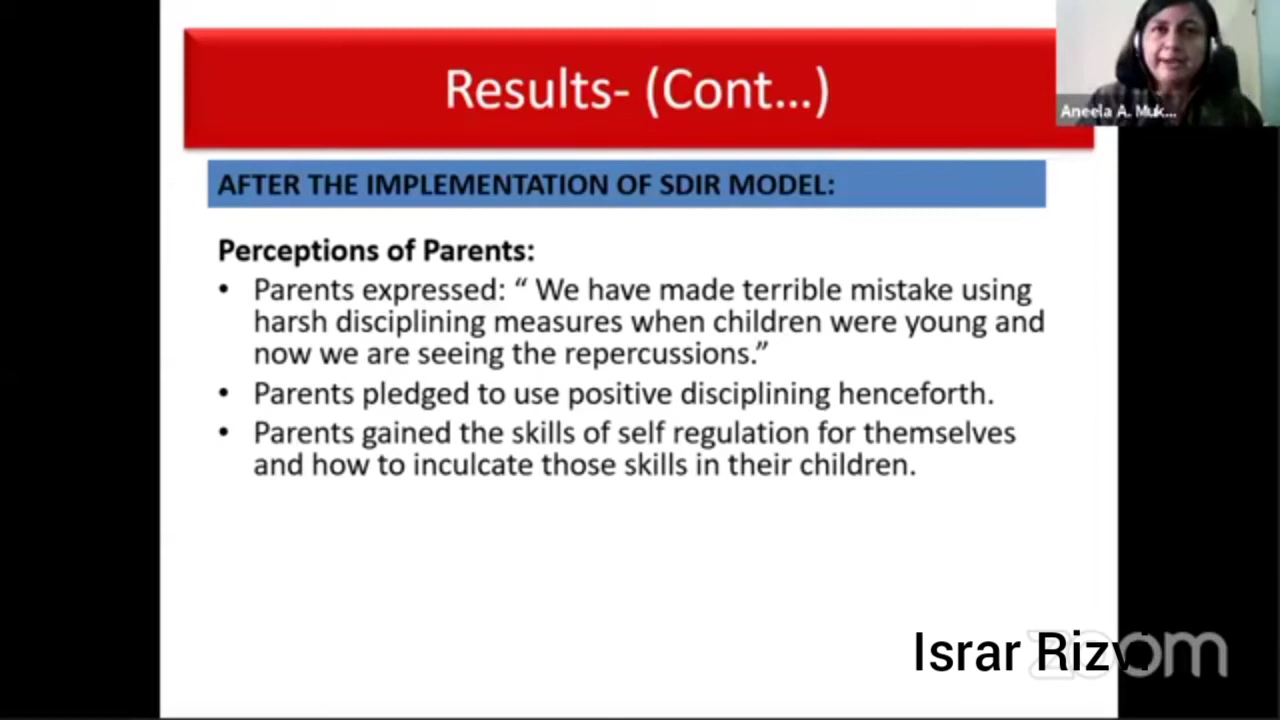 Results- (Cont...)
Aneela A. Muk...
AFTER THE IMPLEMENTATION OF SDIR MODEL:
Perceptions of Parents:
• Parents expressed: “ We have made terrible mistake using
harsh disciplining measures when children were young and
now we are seeing the repercussions.”
• Parents pledged to use positive disciplining henceforth.
• Parents gained the skills of self regulation for themselves
and how to inculcate those skills in their children.
Israr Rizvi
zoom